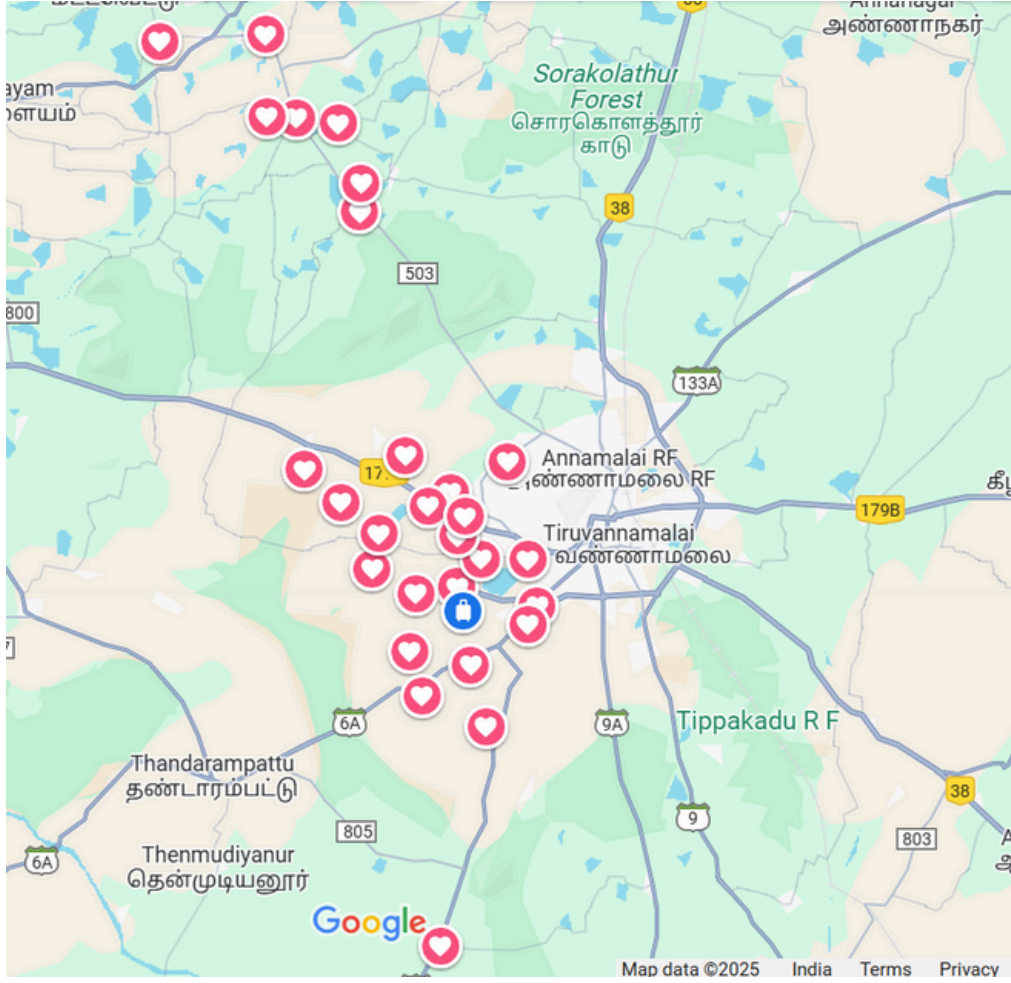 அண்ணாநகர்
38
Sorakolathur
Forest
சொரகொளத்தூர்
காடு
38
503
800
133A
Annamalai RF
அண்ணாமலை RF
179B
Tiruvannamalai
வண்ணாமலை
6A
9A
Tippakadu R F
Thandarampattu
தண்டாரம்பட்டு
38
805
9
803
6A
Thenmudiyanur
தென்முடியனூர்
Google
Map data ©2025 India Terms Privacy